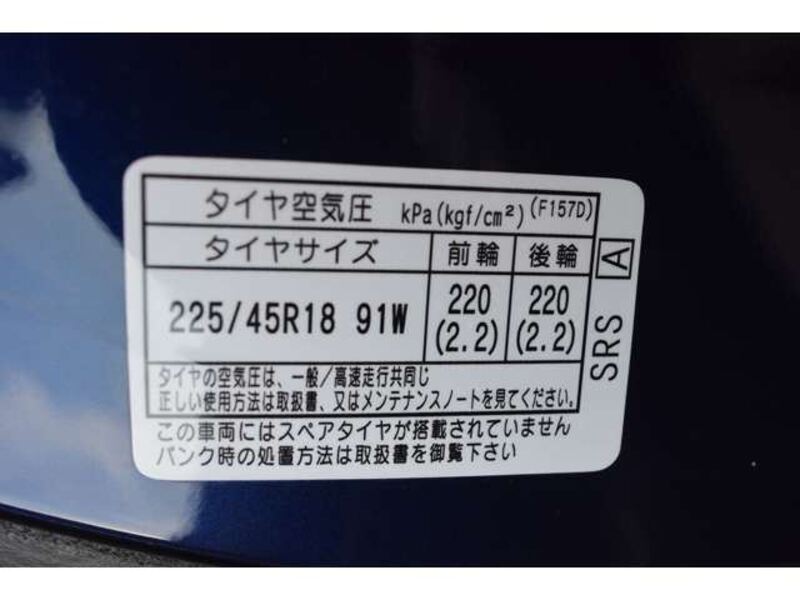 タイヤ空気圧 kPa(kgf/cm²)(F157D)
タイヤサイズ 前輪 後輪
225/45R18 91W 220 (2.2) 220 (2.2)
タイヤの空気圧は、一般/高速走行共同じ
正しい使用方法は取扱書、又はメンテナンスノートを見てください。
この車両にはスペアタイヤが搭載されていません
パンク時の処置方法は取扱書を御覧下さい
SRS A